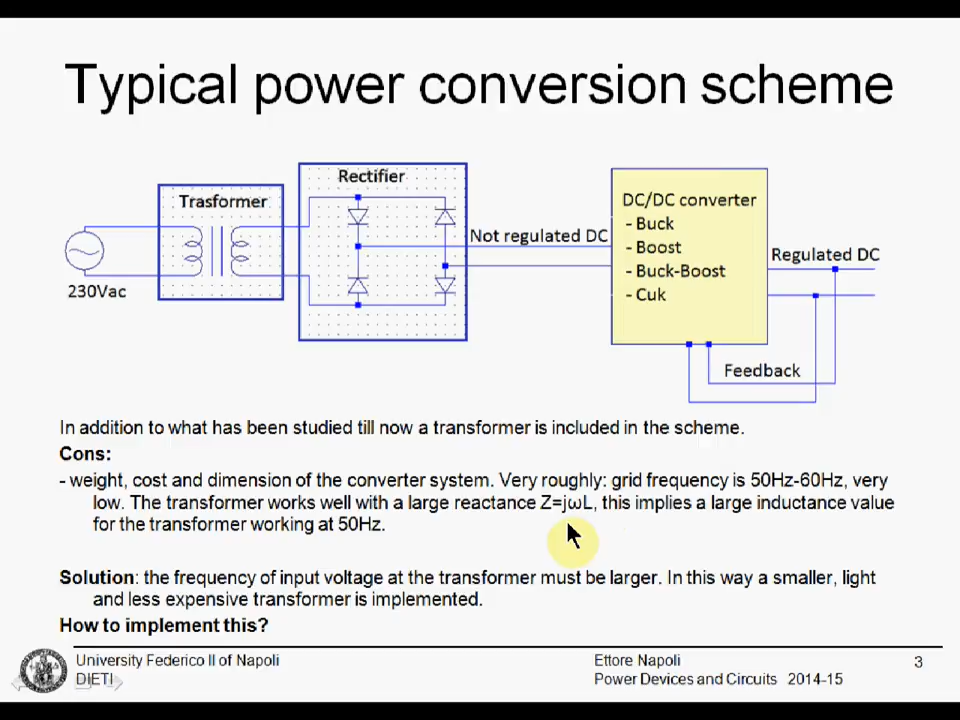 Typical power conversion scheme
Rectifier
Trasformer
DC/DC converter
- Buck
- Boost
- Buck-Boost
- Cuk
Not regulated DC
Regulated DC
230Vac
Feedback
In addition to what has been studied till now a transformer is included in the scheme.
Cons:
- weight, cost and dimension of the converter system. Very roughly: grid frequency is 50Hz-60Hz, very
low. The transformer works well with a large reactance Z=jωL, this implies a large inductance value
for the transformer working at 50Hz.
Solution: the frequency of input voltage at the transformer must be larger. In this way a smaller, light
and less expensive transformer is implemented.
How to implement this?
University Federico II of Napoli
DIETI
Ettore Napoli
Power Devices and Circuits 2014-15
3